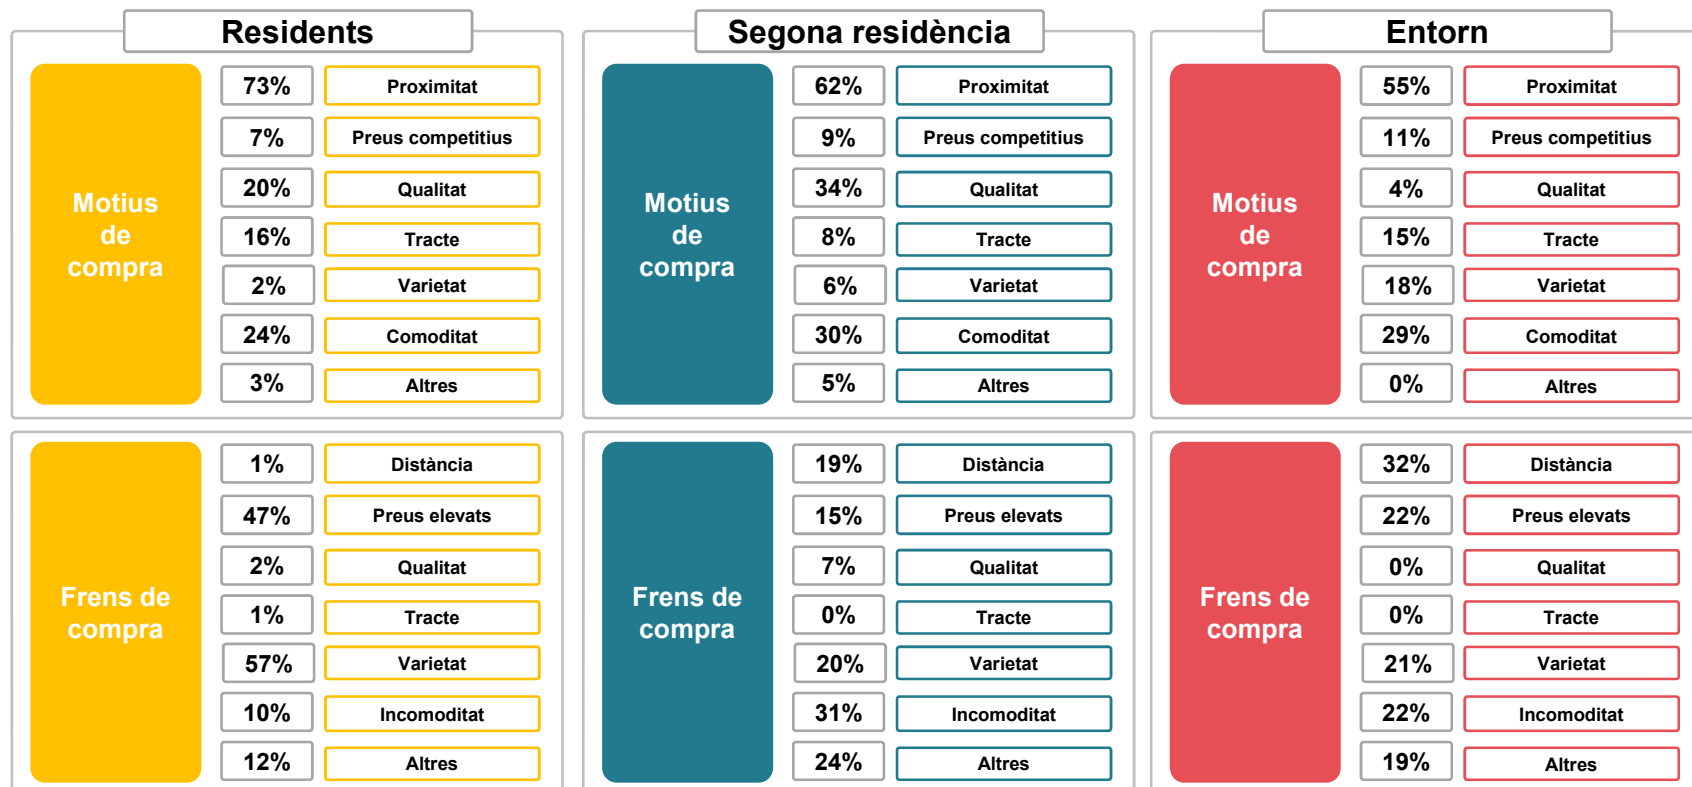 Residents
Motius
de
compra
73% Proximitat
7% Preus competitius
20% Qualitat
16% Tracte
2% Varietat
24% Comoditat
3% Altres
Frens de
compra
1% Distància
47% Preus elevats
2% Qualitat
1% Tracte
57% Varietat
10% Incomoditat
12% Altres
Segona residència
Motius
de
compra
62% Proximitat
9% Preus competitius
34% Qualitat
8% Tracte
6% Varietat
30% Comoditat
5% Altres
Frens de
compra
19% Distància
15% Preus elevats
7% Qualitat
0% Tracte
20% Varietat
31% Incomoditat
24% Altres
Entorn
Motius
de
compra
55% Proximitat
11% Preus competitius
4% Qualitat
15% Tracte
18% Varietat
29% Comoditat
0% Altres
Frens de
compra
32% Distància
22% Preus elevats
0% Qualitat
0% Tracte
21% Varietat
22% Incomoditat
19% Altres